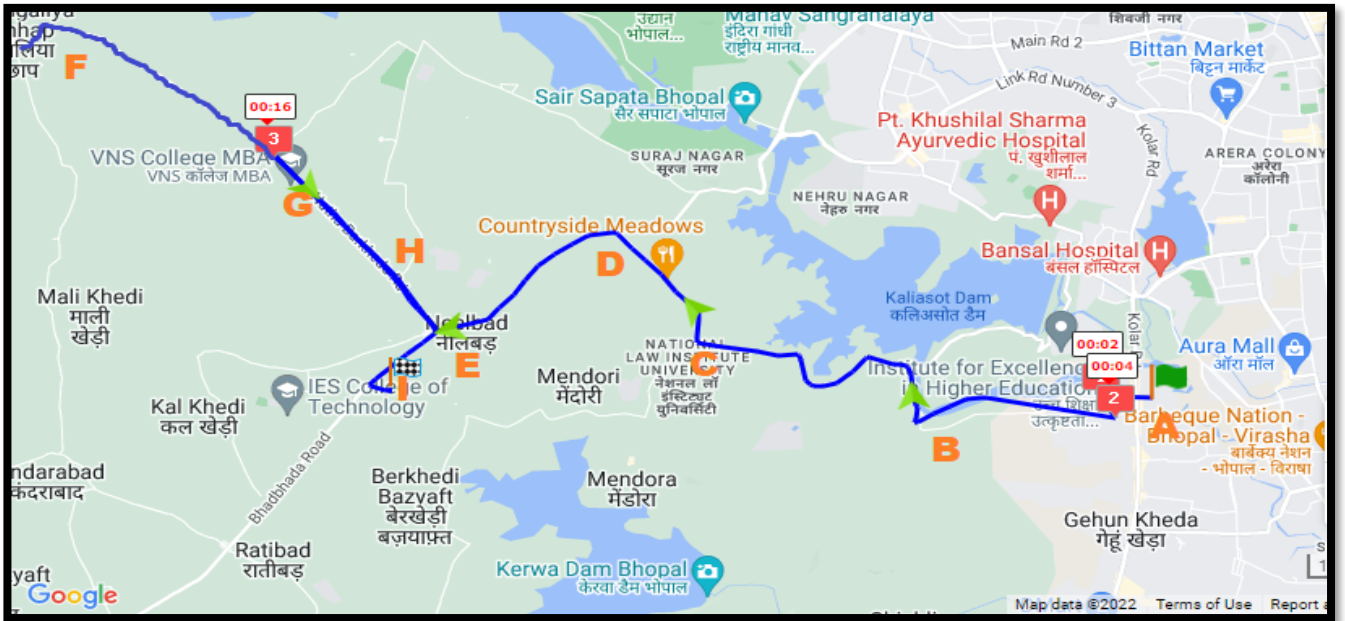 उद्यान
भोपाल...
Manav Sangrahalaya
इंदिरा गांधी
राष्ट्रीय मानव...
शिवजी नगर
छाप
F
Main Rd 2
Bittan Market
बिट्टन मार्केट
Link Rd Number 3
00:16
3
Sair Sapata Bhopal
सैर सपाटा भोपाल
Pt. Khushilal Sharma
Ayurvedic Hospital
पं. खुशीलाल
शर्मा...
Kolar Rd
ARERA COLONY
अरेरा
कॉलोनी
VNS College MBA
VNS कॉलेज MBA
SURAJ NAGAR
सूरज नगर
NEHRU NAGAR
नेहरु नगर
H
G
Countryside Meadows
H
D
Bansal Hospital
बंसल हॉस्पिटल
H
Mali Khedi
माली
खेड़ी
Kaliasot Dam
कलिअसोत डैम
Neelbad
नीलबड़
E
NATIONAL
LAW INSTITUTE
UNIVERSITY
नेशनल लॉ
इंस्टिट्यूट
युनिवर्सिटी
C
00:02
00:04
2
Aura Mall
ऑरा मॉल
Institute for Excellence
in Higher Education
उच्च शिक्षा
उत्कृष्टता...
Mendori
मेंदोरी
IES College of
Technology
I
Kal Khedi
कल खेड़ी
Barbeque Nation -
Bhopal - Virasha
बार्बेक्यू नेशन
- भोपाल - विराषा
A
B
Bhadbhada Road
Berkhedi
Bazyaft
बेरखेड़ी
बज़याफ़्त
Mendora
मेंडोरा
Gehun Kheda
गेहूं खेड़ा
Ratibad
रातीबड़
Kerwa Dam Bhopal
केरवा डैम भोपाल
Google
Map data ©2022 Terms of Use Report